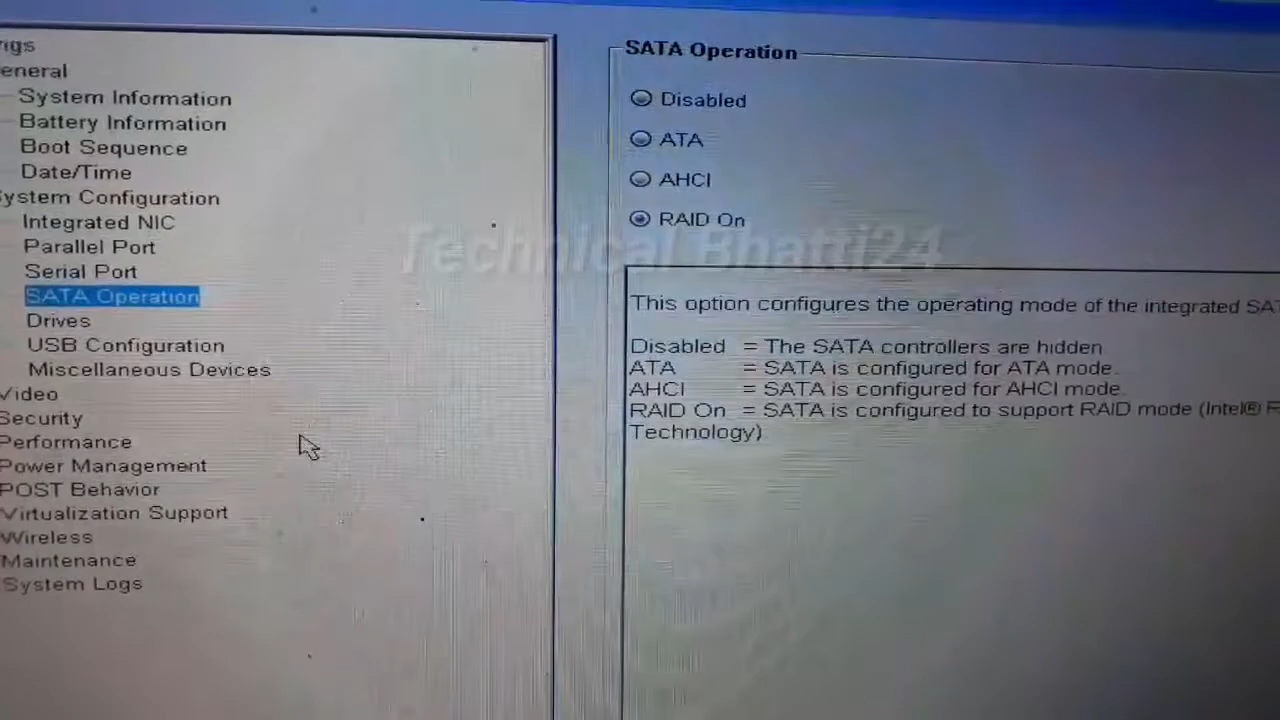 igs
eneral
System Information
Battery Information
Boot Sequence
Date/Time
ystem Configuration
Integrated NIC
Parallel Port
Serial Port
SATA Operation
Drives
USB Configuration
Miscellaneous Devices
Video
Security
Performance
Power Management
POST Behavior
Virtualization Support
Wireless
Maintenance
System Logs
SATA Operation
Disabled
ATA
AHCI
RAID On
Technical Bhatti24
This option configures the operating mode of the integrated SAT
Disabled = The SATA controllers are hidden.
ATA = SATA is configured for ATA mode.
AHCI = SATA is configured for AHCI mode.
RAID On = SATA is configured to support RAID mode (Intel® R
Technology)